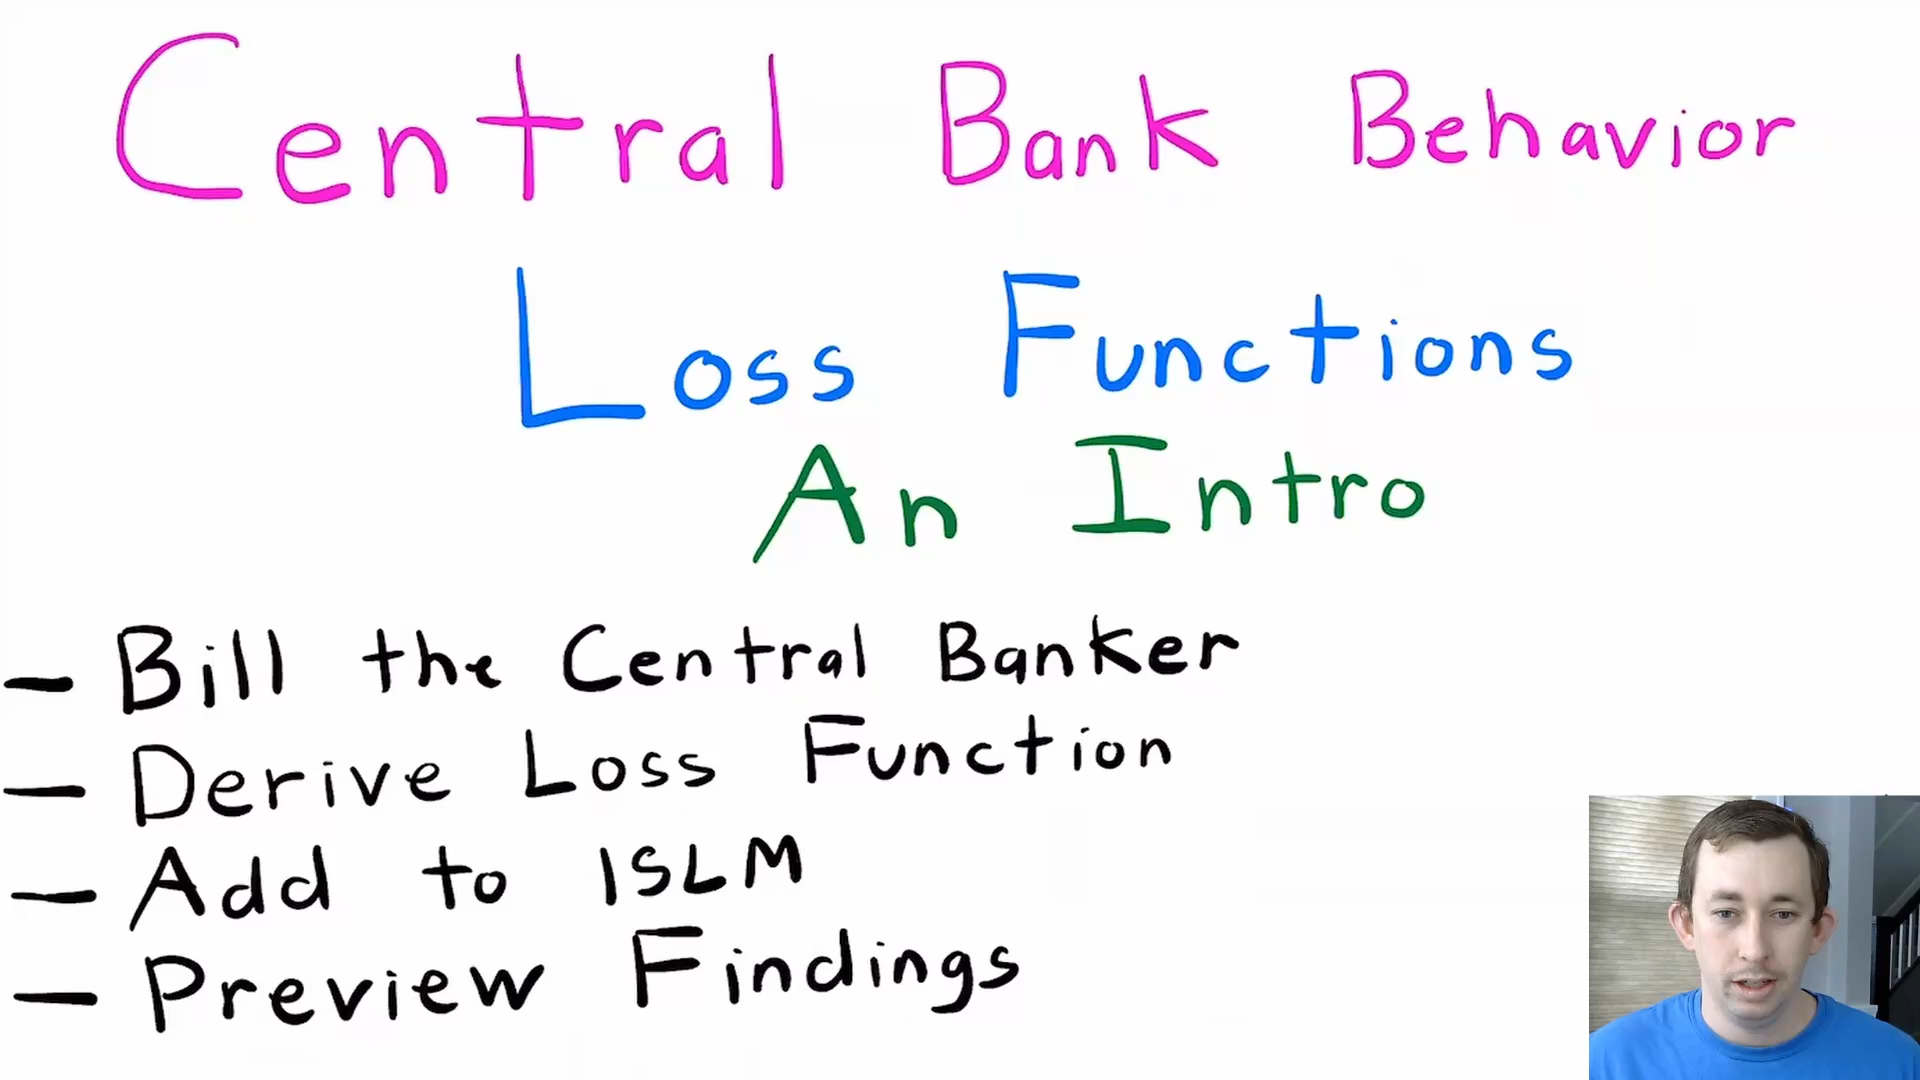 Central Bank Behavior
Loss Functions
An Intro
- Bill the Central Banker
- Derive Loss Function
- Add to ISLM
- Preview Findings